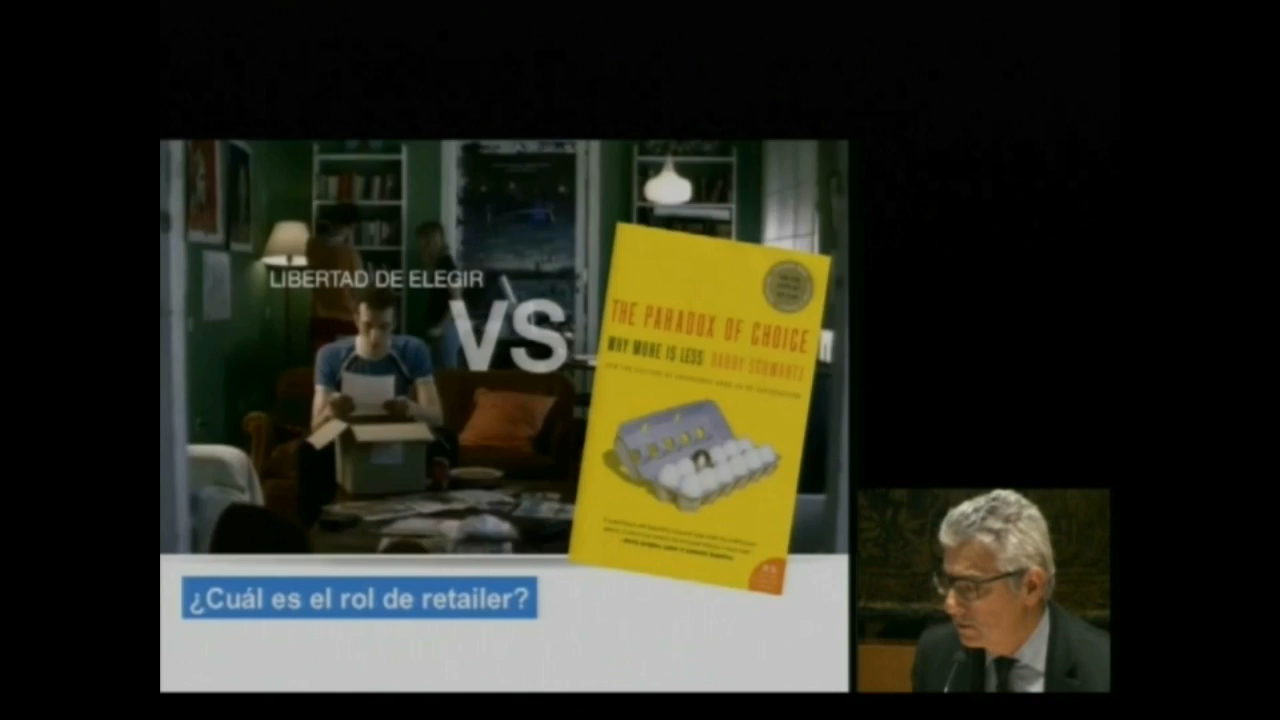 LIBERTAD DE ELEGIR
VS
THE PARADOX OF CHOICE
WHY MORE IS LESS BARRY SCHWARTZ
¿Cuál es el rol de retailer?